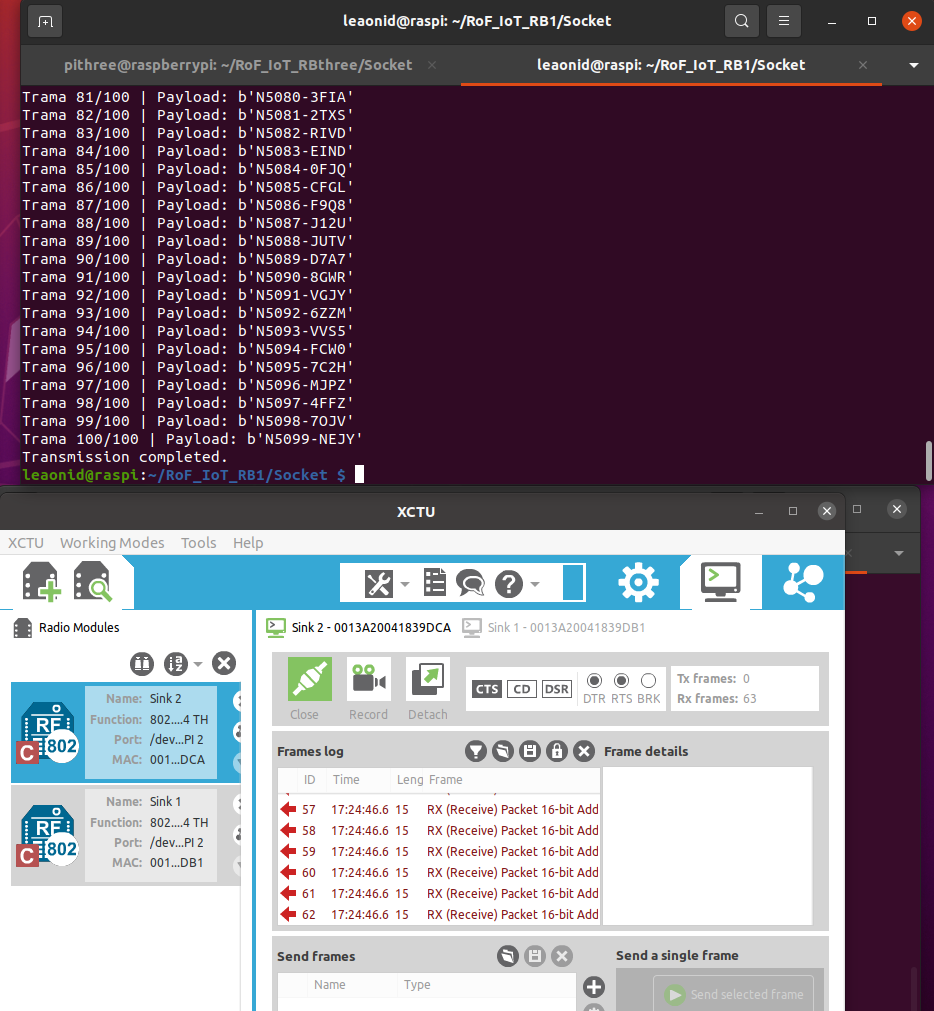 leaonid@raspi: ~/RoF_IoT_RB1/Socket
pithree@raspberrypi: ~/RoF_IoT_RBthree/Socket
leaonid@raspi: ~/RoF_IoT_RB1/Socket
Trama 81/100 | Payload: b'N5080-3FIA'
Trama 82/100 | Payload: b'N5081-2TXS'
Trama 83/100 | Payload: b'N5082-RIVD'
Trama 84/100 | Payload: b'N5083-EIND'
Trama 85/100 | Payload: b'N5084-0FJQ'
Trama 86/100 | Payload: b'N5085-CFGL'
Trama 87/100 | Payload: b'N5086-F9Q8'
Trama 88/100 | Payload: b'N5087-J12U'
Trama 89/100 | Payload: b'N5088-JUTV'
Trama 90/100 | Payload: b'N5089-D7A7'
Trama 91/100 | Payload: b'N5090-8GWR'
Trama 92/100 | Payload: b'N5091-VGJY'
Trama 93/100 | Payload: b'N5092-6ZZM'
Trama 94/100 | Payload: b'N5093-VVS5'
Trama 95/100 | Payload: b'N5094-FCW0'
Trama 96/100 | Payload: b'N5095-7C2H'
Trama 97/100 | Payload: b'N5096-MJPZ'
Trama 98/100 | Payload: b'N5097-4FFZ'
Trama 99/100 | Payload: b'N5098-7OJV'
Trama 100/100 | Payload: b'N5099-NEJY'
Transmission completed.
leaonid@raspi:~/RoF_IoT_RB1/Socket $
XCTU
XCTU Working Modes Tools Help
Radio Modules
Sink 2 - 0013A20041839DCA
Sink 1 - 0013A20041839DB1
Name: Sink 2
Function: 802....4 TH
Port: /dev...PI 2
MAC: 001...DCA
RF
C 802
Name: Sink 1
Function: 802....4 TH
Port: /dev...PI 2
MAC: 001...DB1
RF
C 802
Close
Record
Detach
CTS CD DSR
DTR RTS BRK
Tx frames: 0
Rx frames: 63
Frames log
Frame details
ID Time Leng Frame
57 17:24:46.6 15 RX (Receive) Packet 16-bit Add
58 17:24:46.6 15 RX (Receive) Packet 16-bit Add
59 17:24:46.6 15 RX (Receive) Packet 16-bit Add
60 17:24:46.6 15 RX (Receive) Packet 16-bit Add
61 17:24:46.6 15 RX (Receive) Packet 16-bit Add
62 17:24:46.6 15 RX (Receive) Packet 16-bit Add
Send frames
Name Type
Send a single frame
Send selected frame